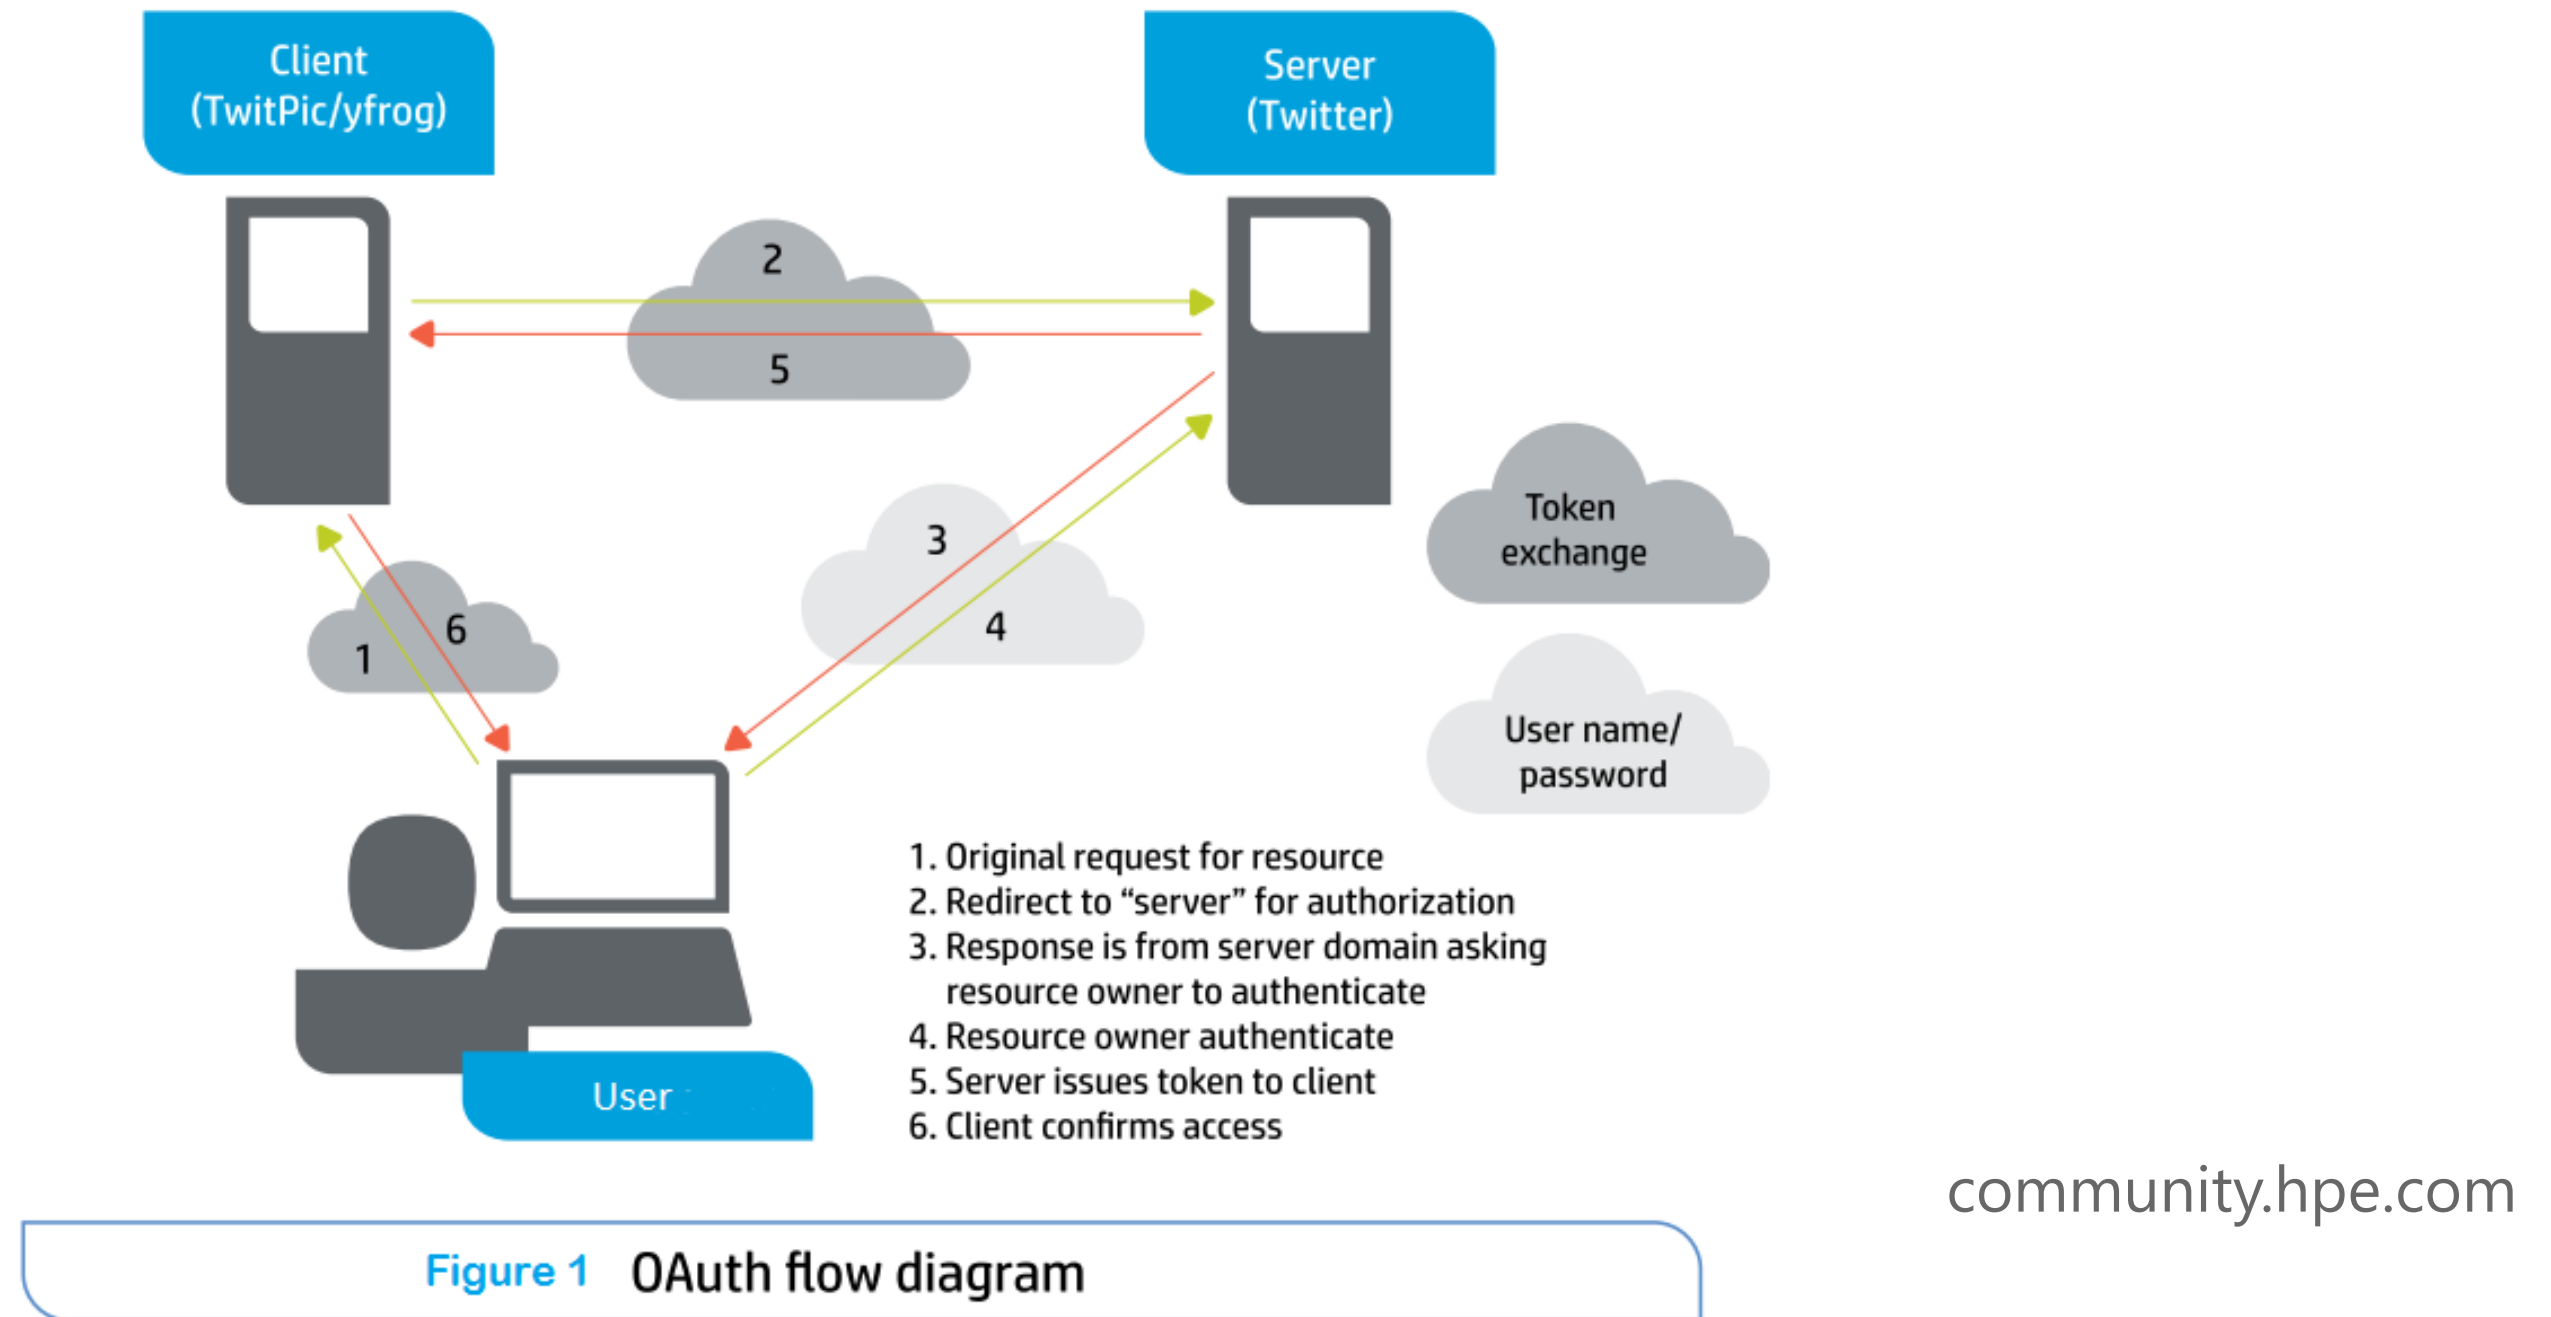 Client
(TwitPic/yfrog)
Server
(Twitter)
2
5
3
4
1
6
Token
exchange
User name/
password
1. Original request for resource
2. Redirect to “server” for authorization
3. Response is from server domain asking
resource owner to authenticate
4. Resource owner authenticate
5. Server issues token to client
6. Client confirms access
User
community.hpe.com
Figure 1 OAuth flow diagram